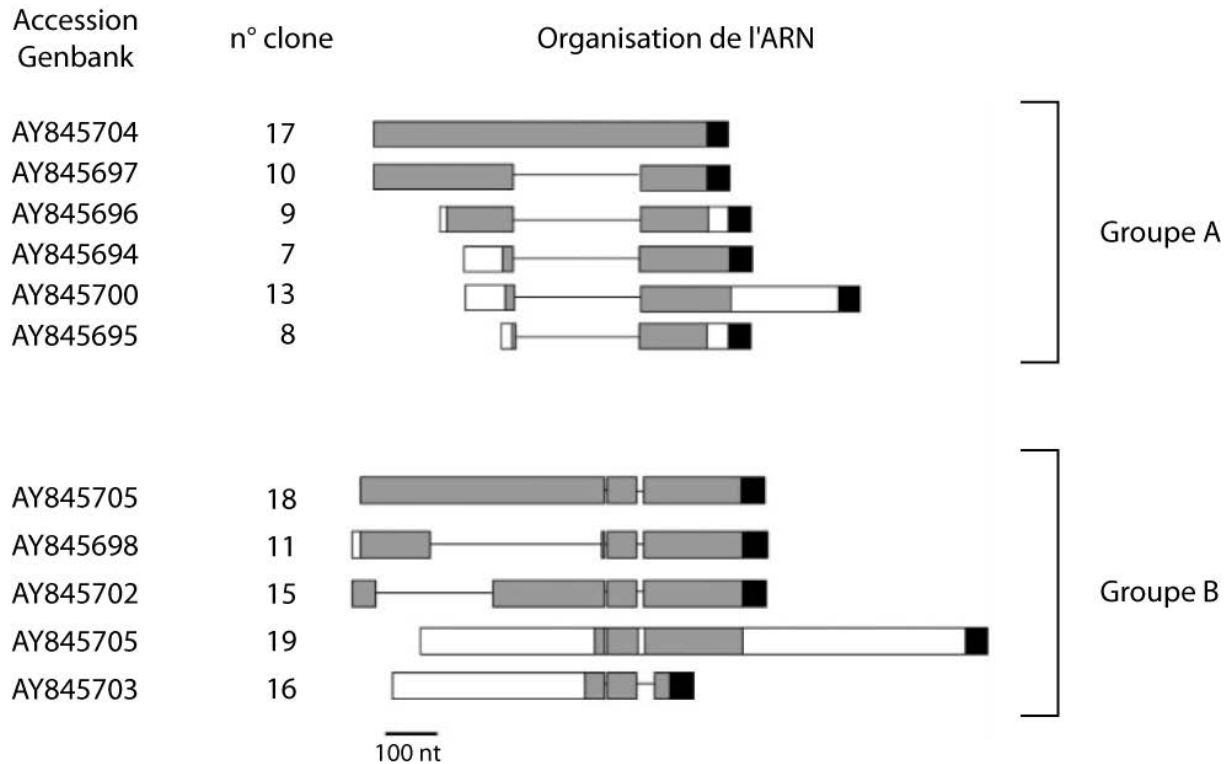 Accession
Genbank
n° clone
Organisation de l'ARN
AY845704 17
AY845697 10
AY845696 9
AY845694 7
AY845700 13
AY845695 8
Groupe A
AY845705 18
AY845698 11
AY845702 15
AY845705 19
AY845703 16
Groupe B
100 nt